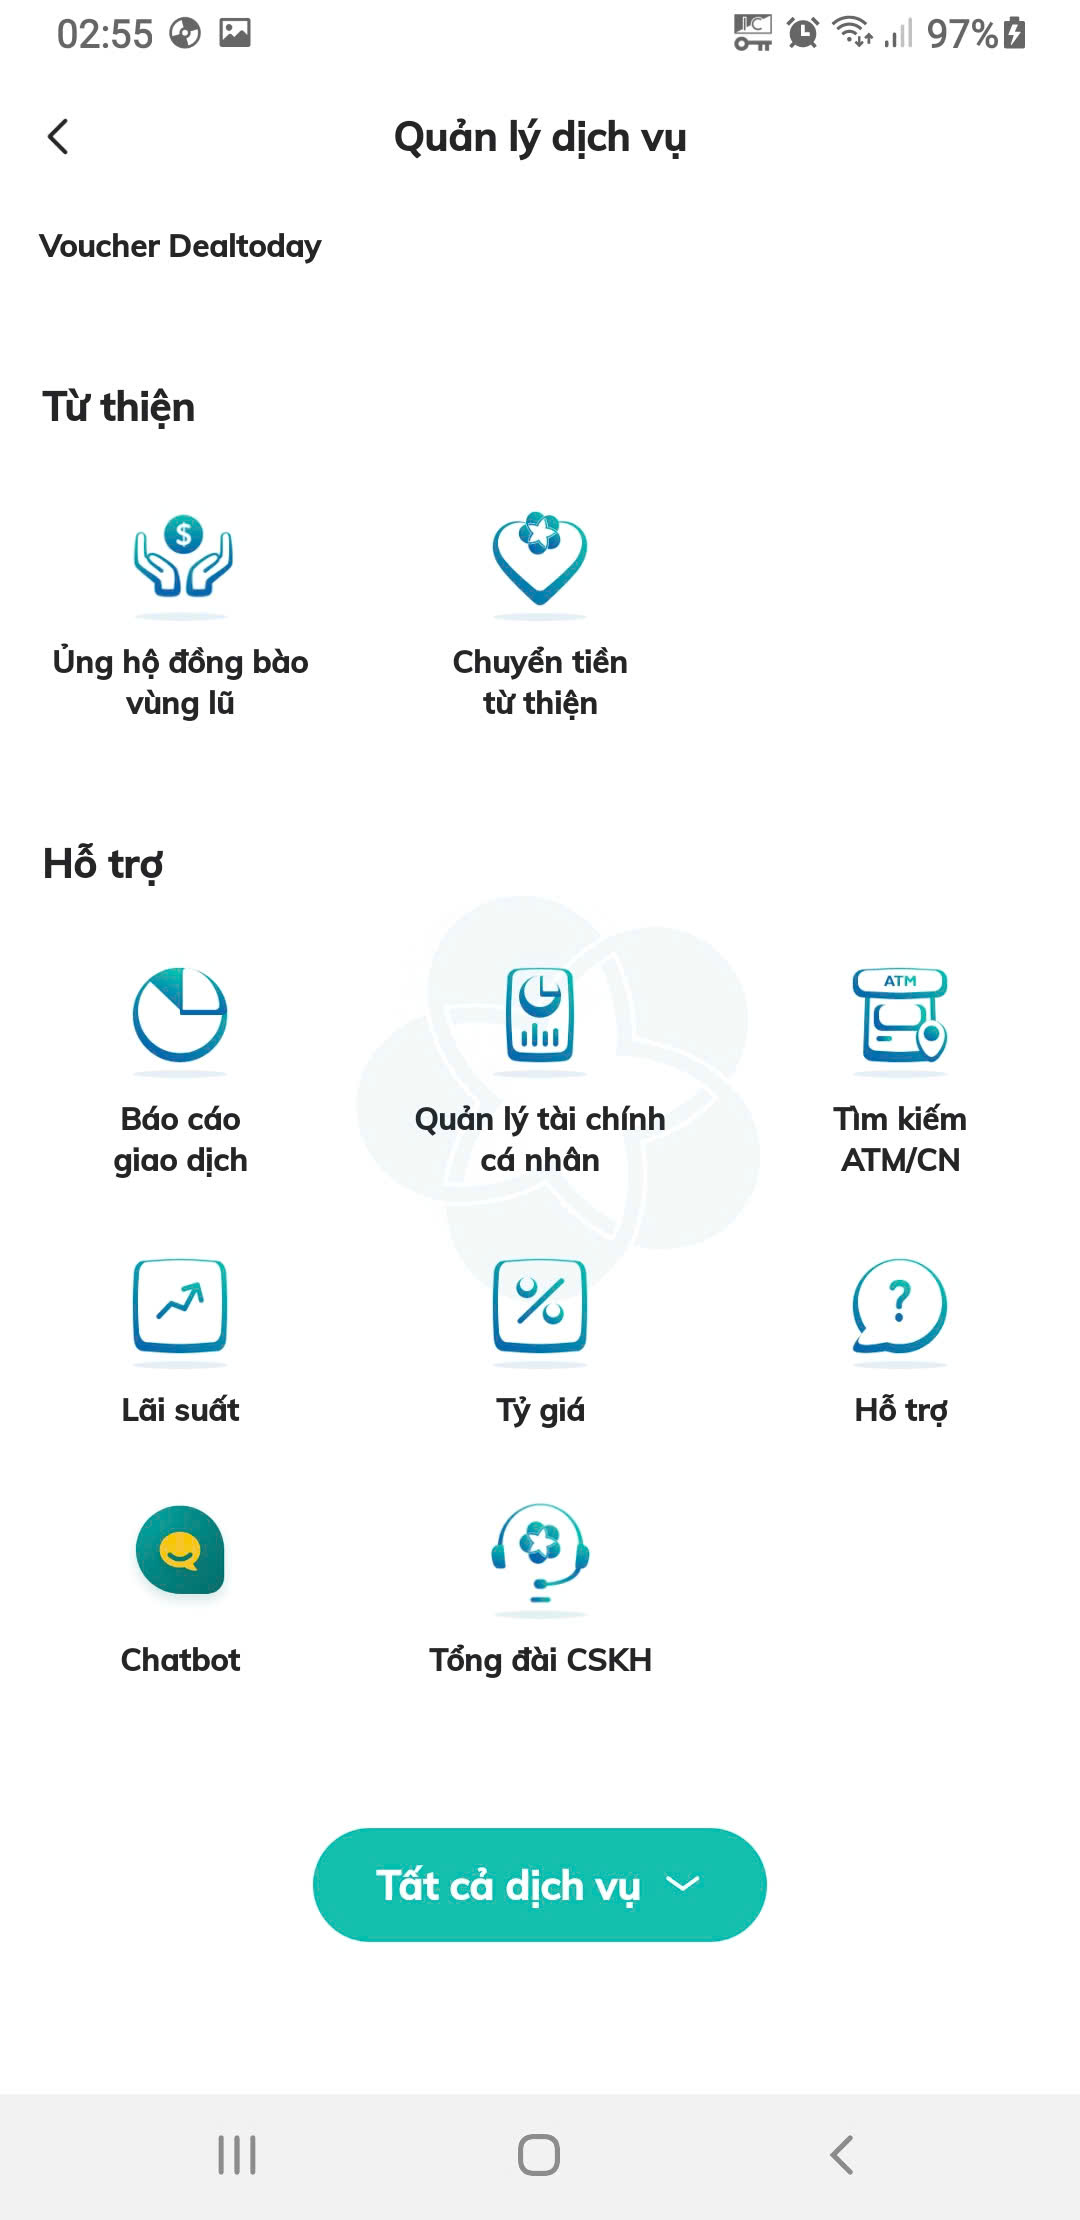 02:55
97%
Quản lý dịch vụ
Voucher Dealtoday
Từ thiện
$
Ủng hộ đồng bào
vùng lũ
Chuyển tiền
từ thiện
Hỗ trợ
ATM
Báo cáo
giao dịch
Quản lý tài chính
cá nhân
Tìm kiếm
ATM/CN
%
?
Lãi suất
Tỷ giá
Hỗ trợ
Chatbot
Tổng đài CSKH
Tất cả dịch vụ